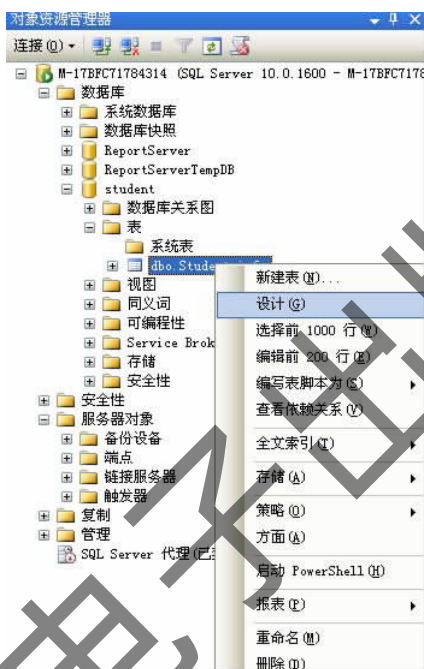 对象资源管理器
连接(O)
M-17BFC71784314 (SQL Server 10.0.1600 - M-17BFC7178
数据库
系统数据库
数据库快照
ReportServer
ReportServerTempDB
student
数据库关系图
表
系统表
dbo.Stude
视图
同义词
可编程性
Service Brok
存储
安全性
安全性
服务器对象
备份设备
端点
链接服务器
触发器
复制
管理
SQL Server 代理(已
新建表(N)...
设计(G)
选择前 1000 行(W)
编辑前 200 行(E)
编写表脚本为(S)
查看依赖关系(V)
全文索引(T)
存储(A)
策略(O)
方面(A)
启动 PowerShell(H)
报表(P)
重命名(M)
删除(D)
电子出